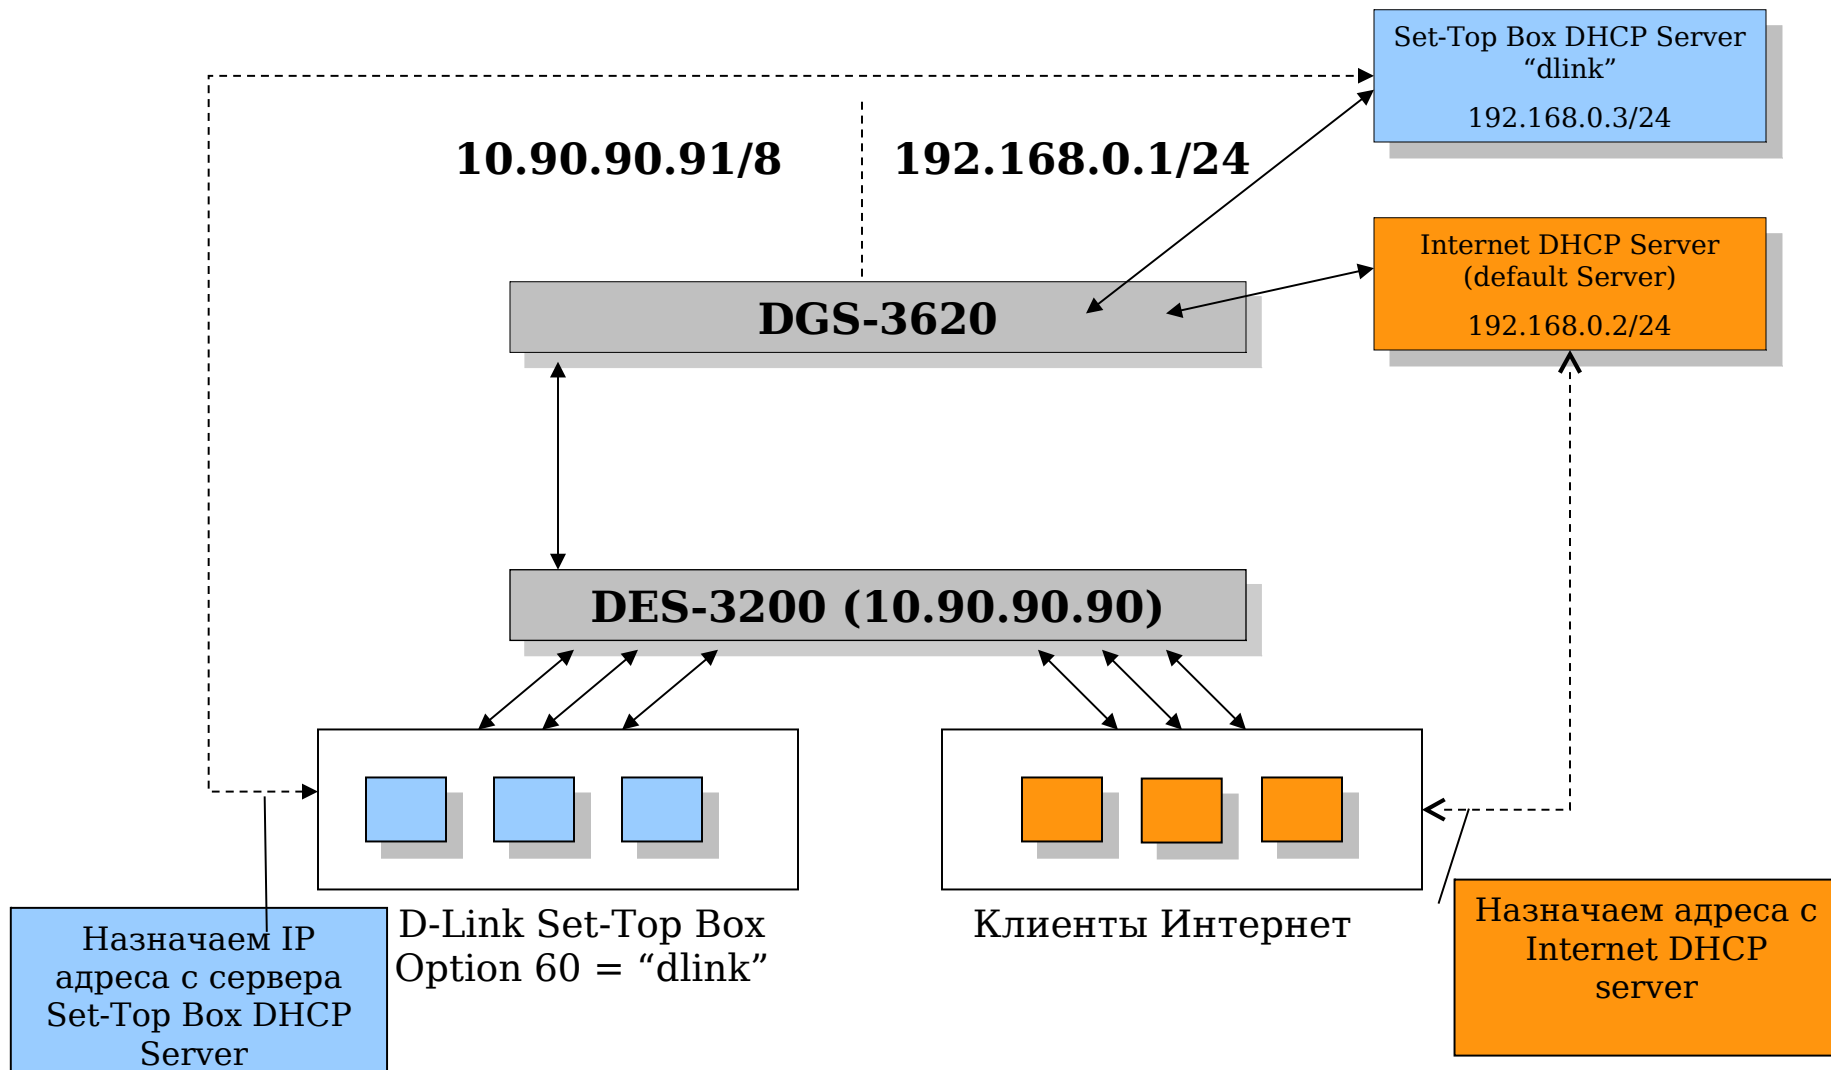 Set-Top Box DHCP Server
“dlink”
192.168.0.3/24
10.90.90.91/8
192.168.0.1/24
Internet DHCP Server
(default Server)
192.168.0.2/24
DGS-3620
DES-3200 (10.90.90.90)
D-Link Set-Top Box
Option 60 = “dlink”
Клиенты Интернет
Назначаем IP
адреса с сервера
Set-Top Box DHCP
Server
Назначаем адреса с
Internet DHCP
server